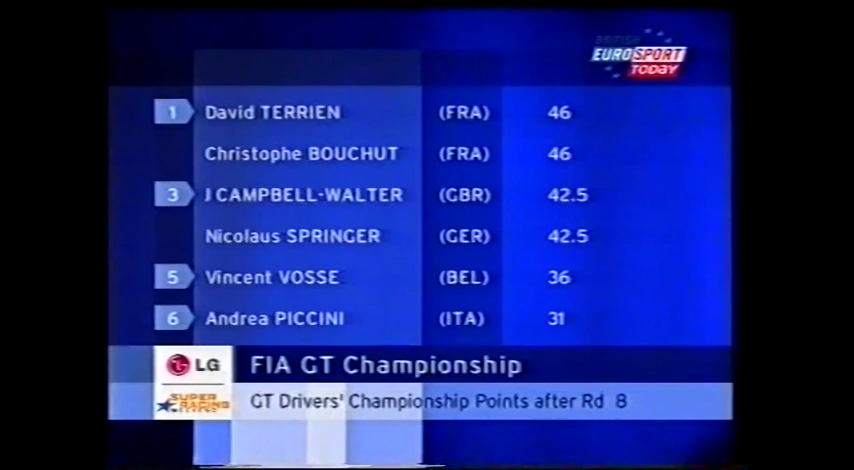 BRITISH
EUROSPORT
TODAY
1 David TERRIEN (FRA) 46
Christophe BOUCHUT (FRA) 46
3 J CAMPBELL-WALTER (GBR) 42.5
Nicolaus SPRINGER (GER) 42.5
5 Vincent VOSSE (BEL) 36
6 Andrea PICCINI (ITA) 31
LG FIA GT Championship
SUPER RACING GT Drivers' Championship Points after Rd 8